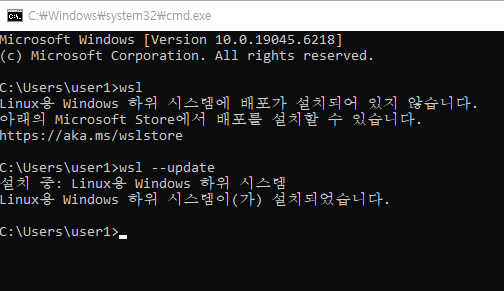 C:₩Windows₩system32₩cmd.exe
Microsoft Windows [Version 10.0.19045.6218]
(c) Microsoft Corporation. All rights reserved.
C:₩Users₩user1>wsl
Linux용 Windows 하위 시스템에 배포가 설치되어 있지 않습니다.
아래의 Microsoft Store에서 배포를 설치할 수 있습니다.
https://aka.ms/wslstore
C:₩Users₩user1>wsl --update
설치 중: Linux용 Windows 하위 시스템
Linux용 Windows 하위 시스템이(가) 설치되었습니다.
C:₩Users₩user1>